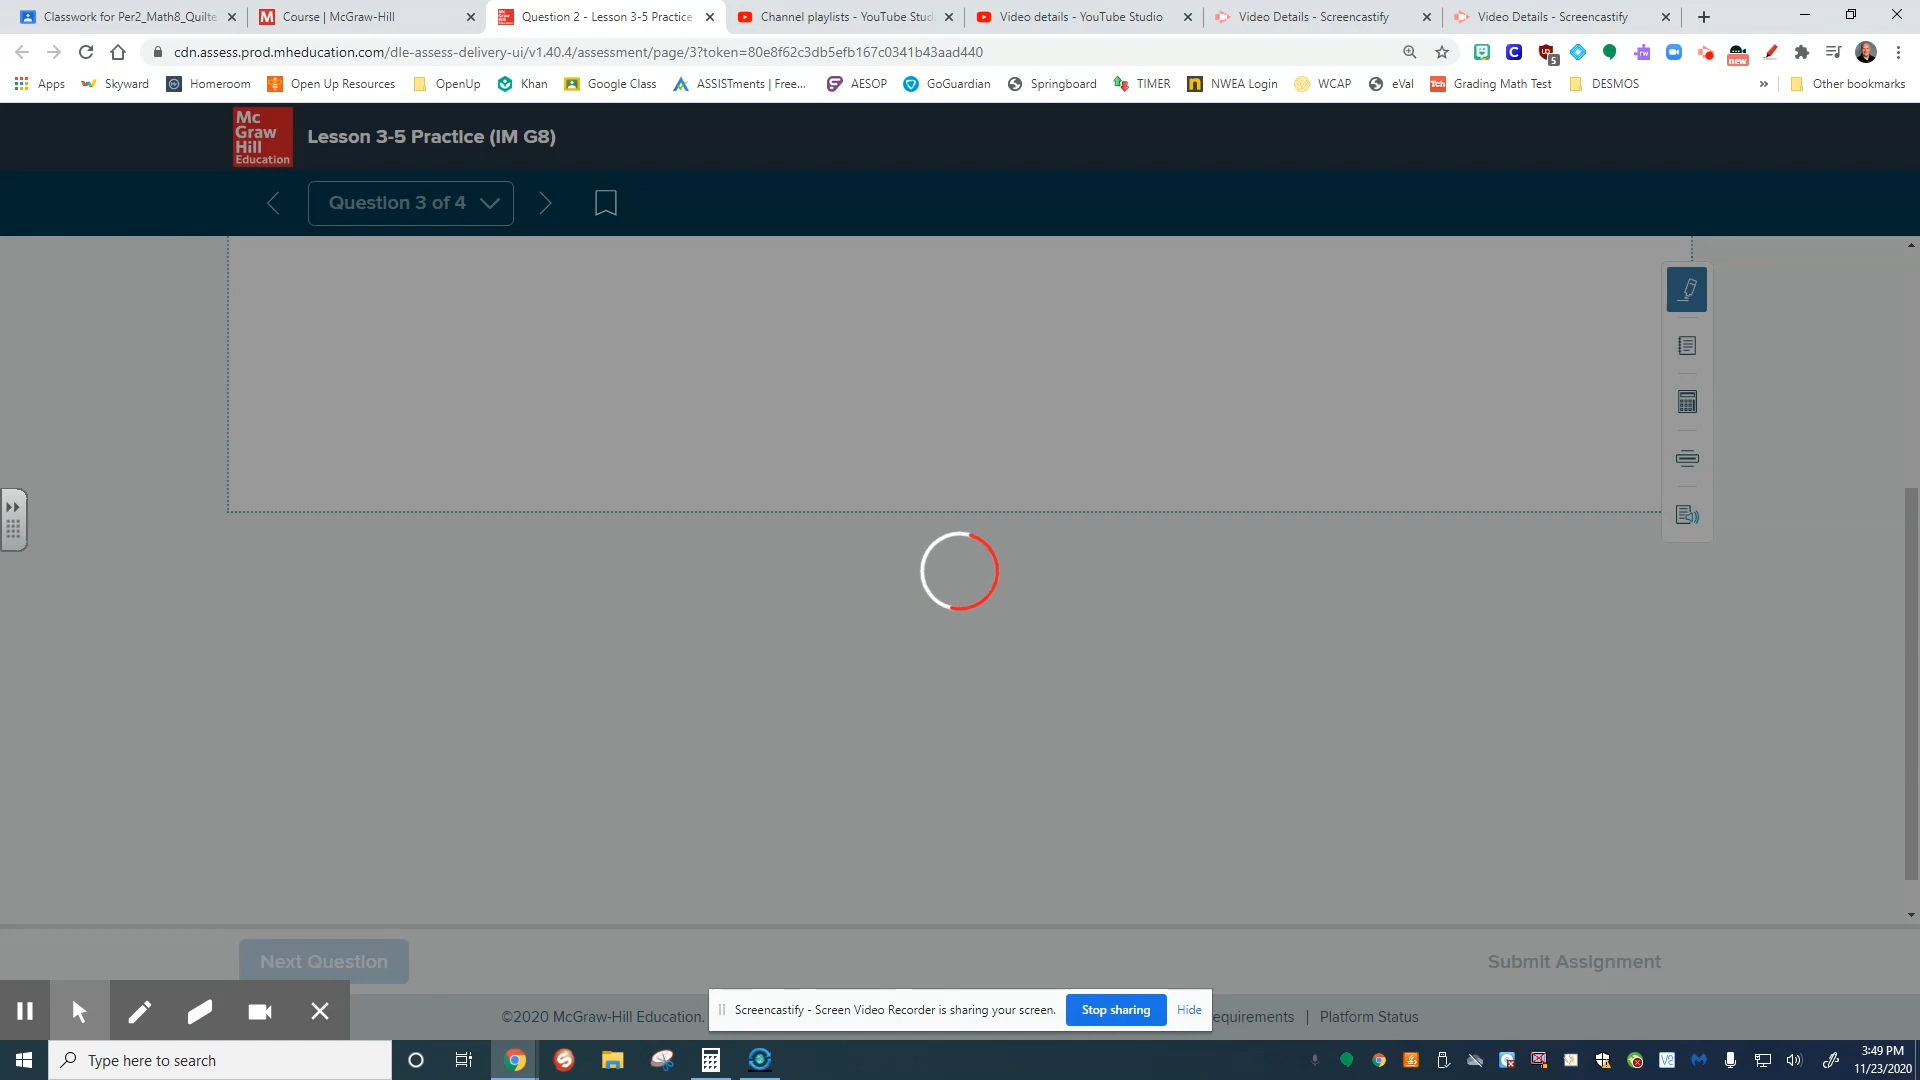 Classwork for Per2_Math8_Quilte
Course | McGraw-Hill
Question 2 - Lesson 3-5 Practice
Channel playlists - YouTube Stud
Video details - YouTube Studio
Video Details - Screencastify
Video Details - Screencastify
cdn.assess.prod.mheducation.com/dle-assess-delivery-ui/v1.40.4/assessment/page/3?token=80e8f62c3db5efb167c0341b43aad440
5
new
Apps
Skyward
Homeroom
Open Up Resources
OpenUp
Khan
Google Class
ASSISTments | Free...
AESOP
GoGuardian
Springboard
TIMER
NWEA Login
WCAP
eVal
Tch
Grading Math Test
DESMOS
»
Other bookmarks
Mc
Graw
Hill
Education
Lesson 3-5 Practice (IM G8)
Question 3 of 4
Next Question
Submit Assignment
©2020 McGraw-Hill Education.
Screencastify - Screen Video Recorder is sharing your screen.
Stop sharing
Hide
equirements | Platform Status
Type here to search
3:49 PM
11/23/2020